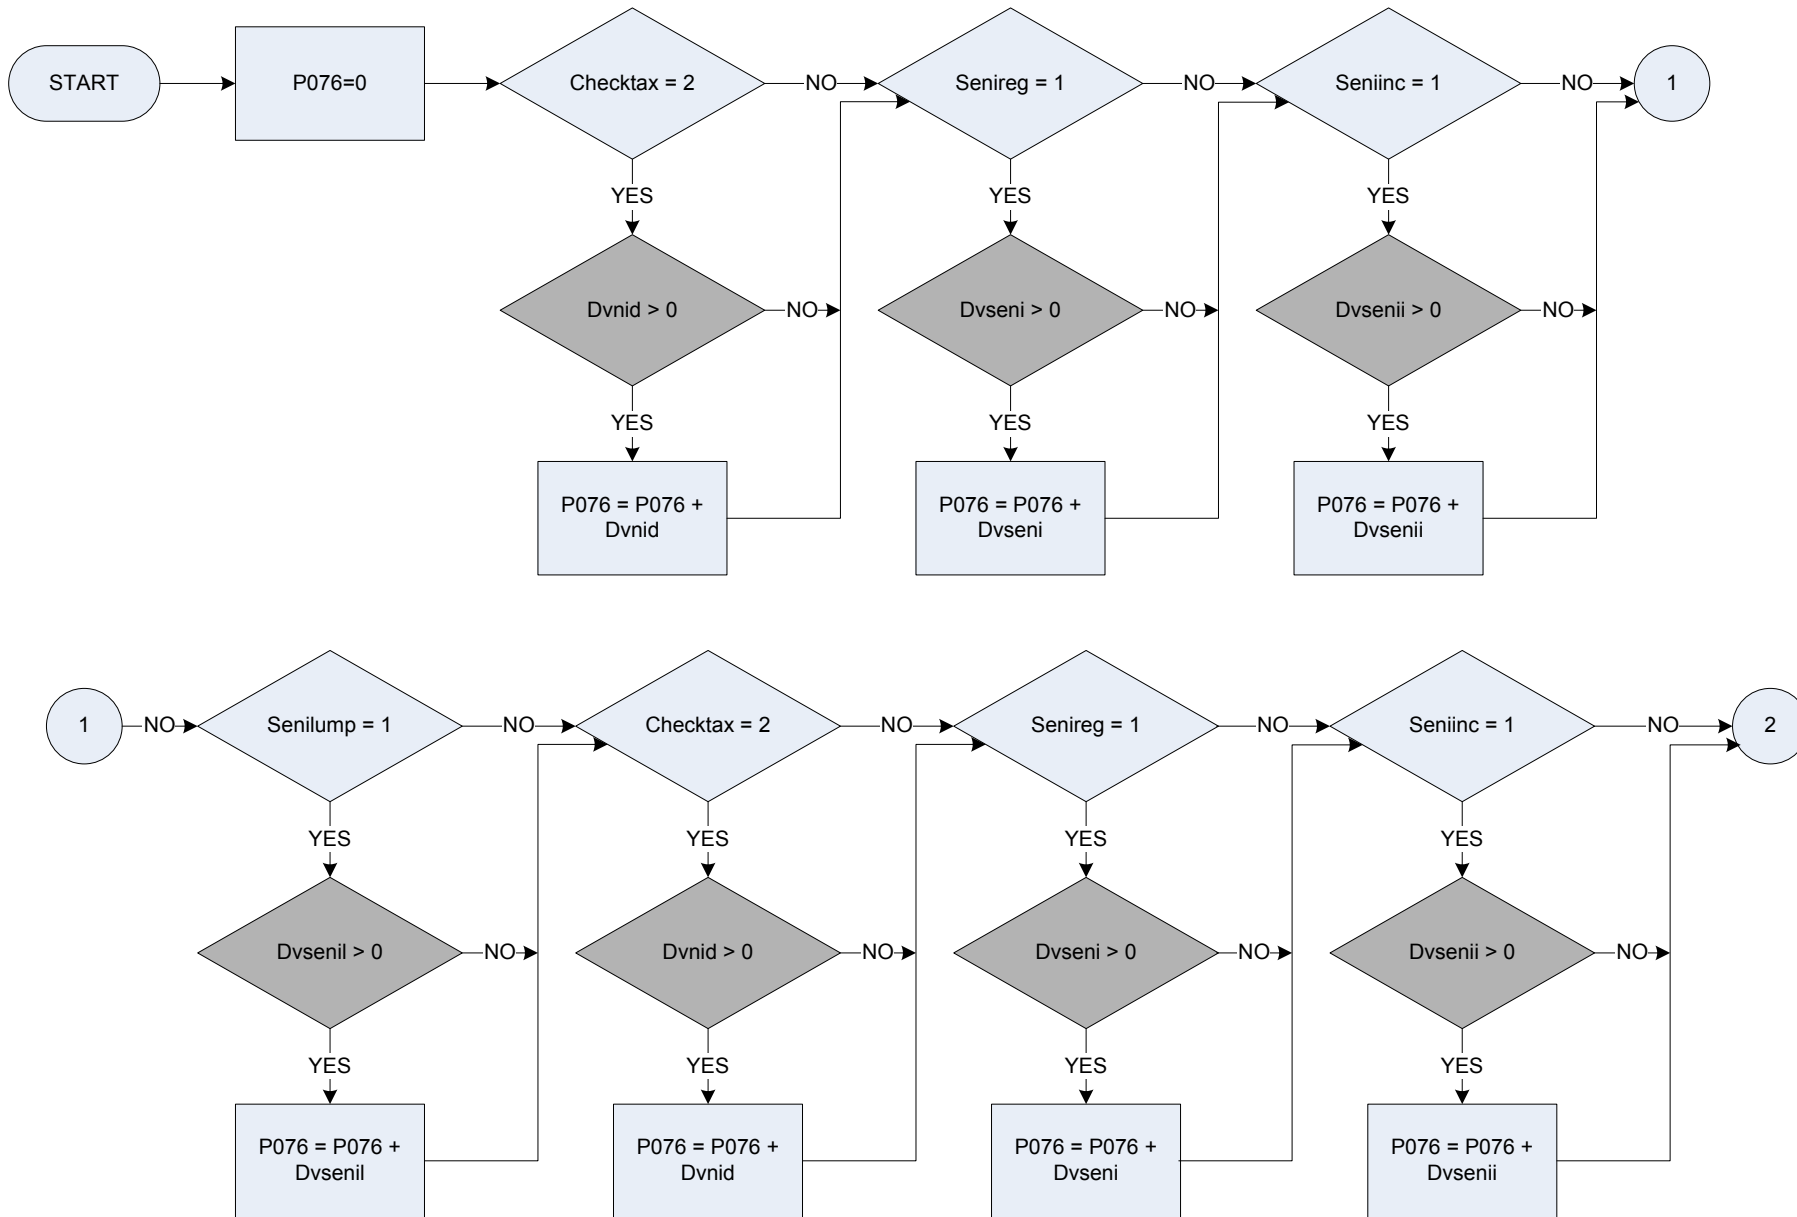 START
P076=0
Checktax = 2
NO
Senireg = 1
NO
Seniinc = 1
NO
1
YES
YES
YES
Dvnid > 0
NO
Dvseni > 0
NO
Dvsenii > 0
NO
YES
YES
YES
P076 = P076 +
Dvnid
P076 = P076 +
Dvseni
P076 = P076 +
Dvsenii
1
NO
Senilump = 1
NO
Checktax = 2
NO
Senireg = 1
NO
Seniinc = 1
NO
2
YES
YES
YES
YES
Dvsenil > 0
NO
Dvnid > 0
NO
Dvseni > 0
NO
Dvsenii > 0
NO
YES
YES
YES
YES
P076 = P076 +
Dvsenil
P076 = P076 +
Dvnid
P076 = P076 +
Dvseni
P076 = P076 +
Dvsenii